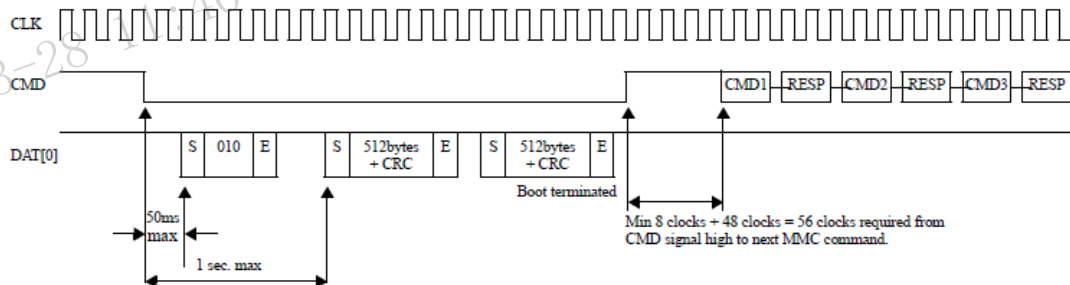 CLK
CMD
CMD1 RESP CMD2 RESP CMD3 RESP
DAT[0]
S 010 E S 512bytes + CRC E S 512bytes + CRC E
Boot terminated
50ms
max
Min 8 clocks + 48 clocks = 56 clocks required from
CMD signal high to next MMC command.
1 sec. max